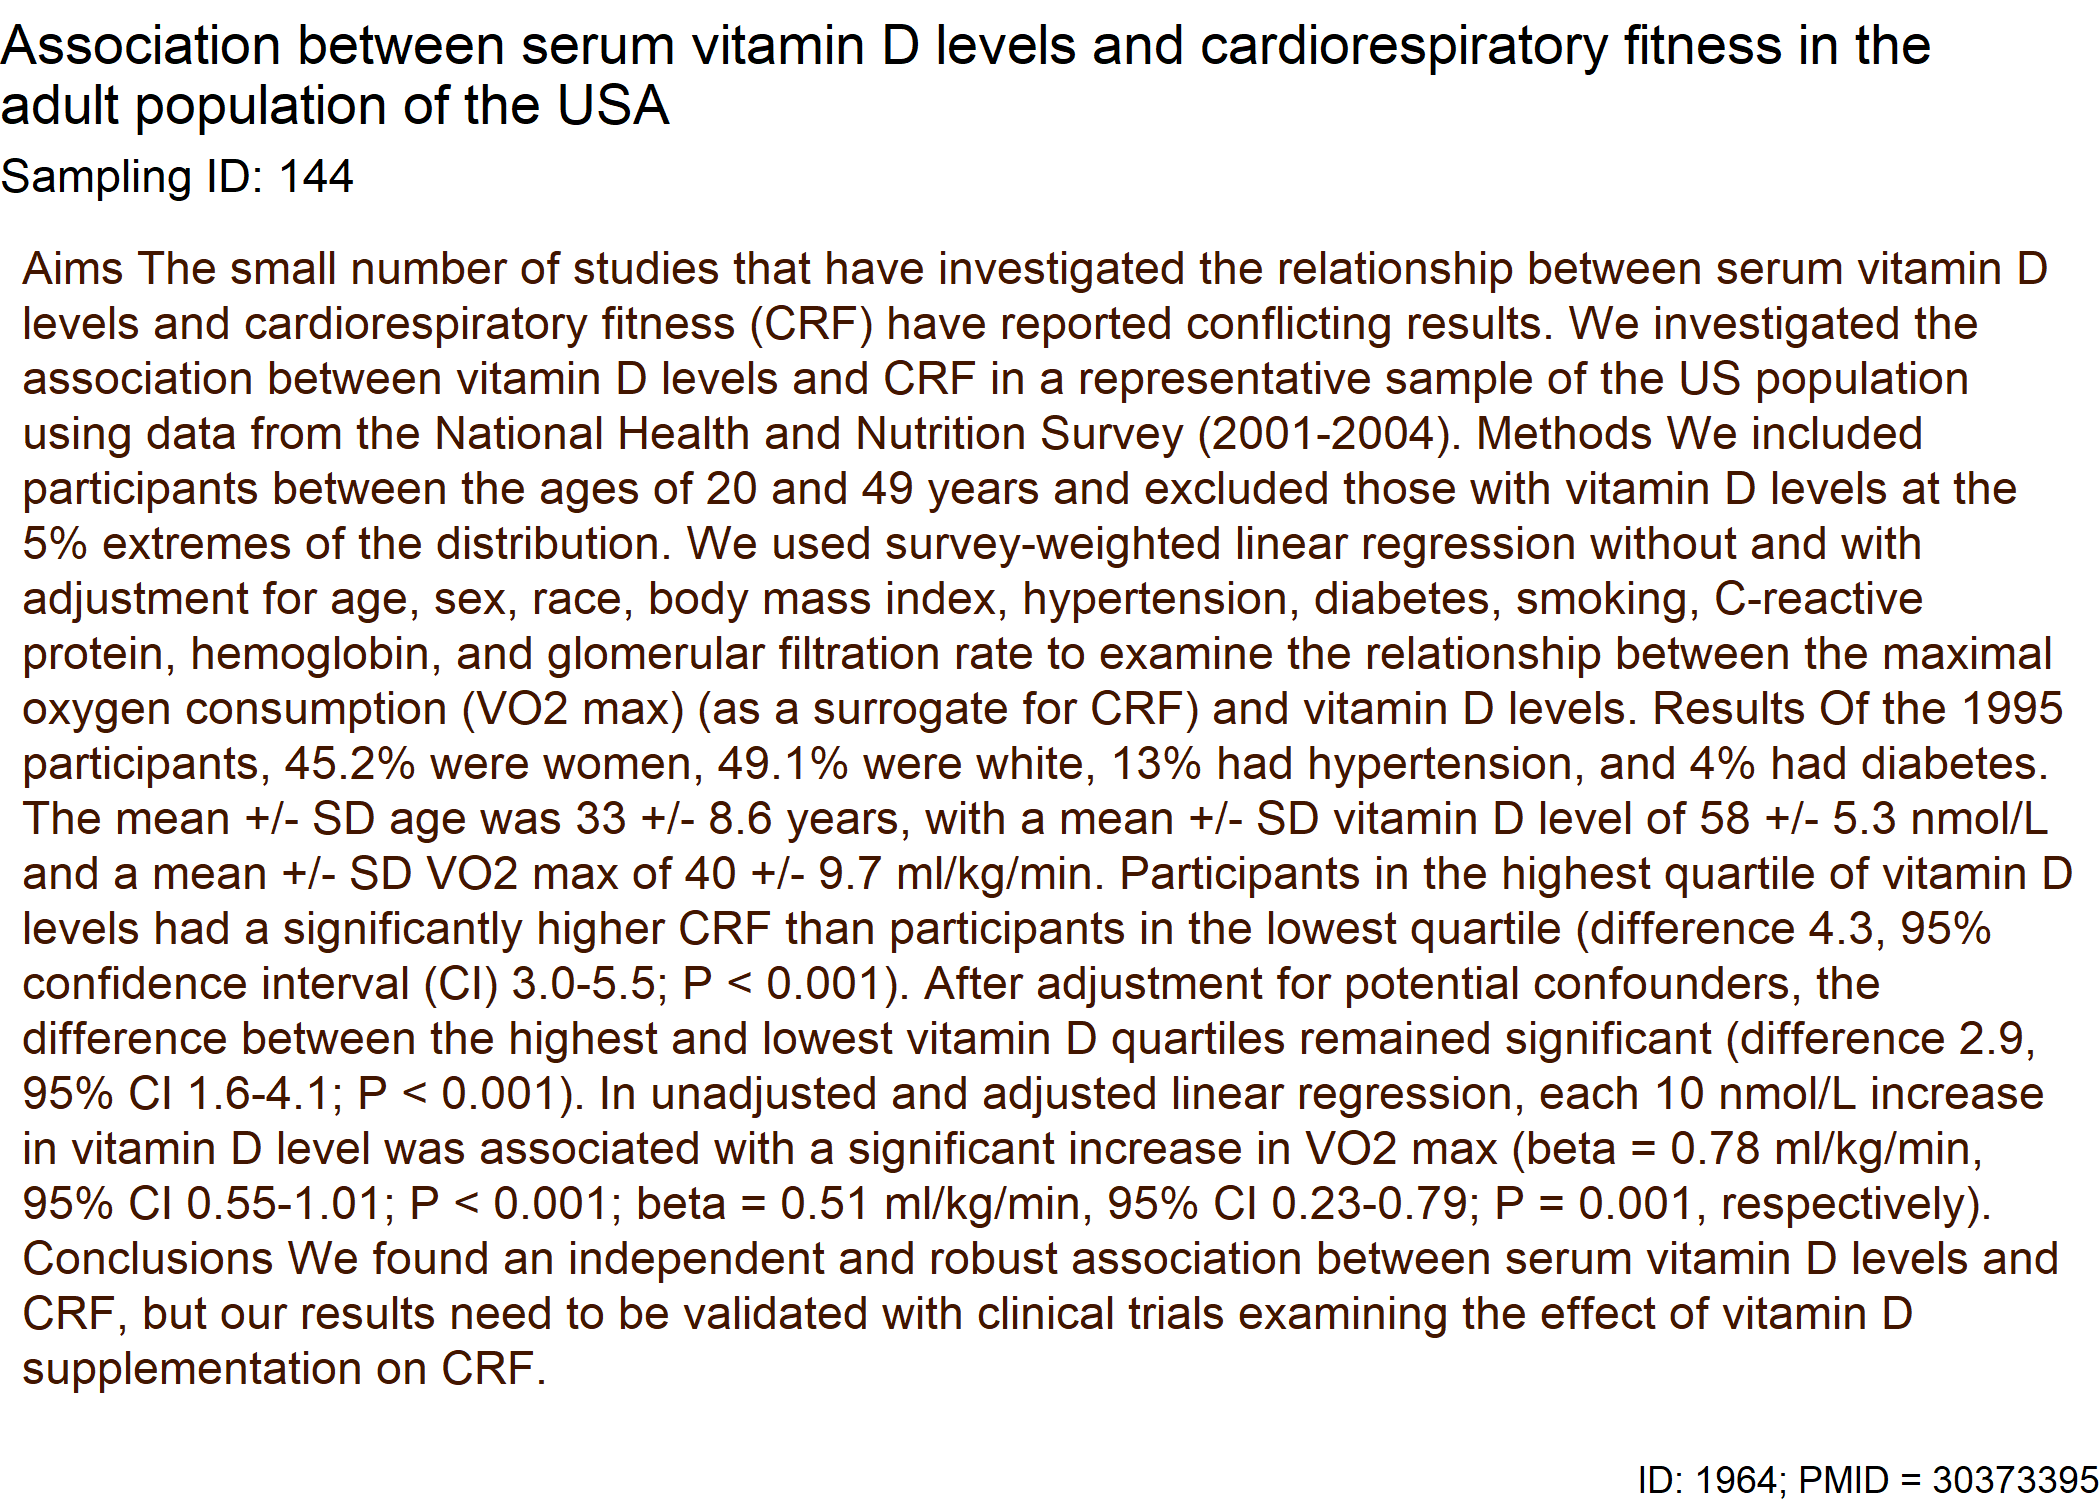 Association between serum vitamin D levels and cardiorespiratory fitness in the
adult population of the USA
Sampling ID: 144
Aims The small number of studies that have investigated the relationship between serum vitamin D
levels and cardiorespiratory fitness (CRF) have reported conflicting results. We investigated the
association between vitamin D levels and CRF in a representative sample of the US population
using data from the National Health and Nutrition Survey (2001-2004). Methods We included
participants between the ages of 20 and 49 years and excluded those with vitamin D levels at the
5% extremes of the distribution. We used survey-weighted linear regression without and with
adjustment for age, sex, race, body mass index, hypertension, diabetes, smoking, C-reactive
protein, hemoglobin, and glomerular filtration rate to examine the relationship between the maximal
oxygen consumption (VO2 max) (as a surrogate for CRF) and vitamin D levels. Results Of the 1995
participants, 45.2% were women, 49.1% were white, 13% had hypertension, and 4% had diabetes.
The mean +/- SD age was 33 +/- 8.6 years, with a mean +/- SD vitamin D level of 58 +/- 5.3 nmol/L
and a mean +/- SD VO2 max of 40 +/- 9.7 ml/kg/min. Participants in the highest quartile of vitamin D
levels had a significantly higher CRF than participants in the lowest quartile (difference 4.3, 95%
confidence interval (CI) 3.0-5.5; P < 0.001). After adjustment for potential confounders, the
difference between the highest and lowest vitamin D quartiles remained significant (difference 2.9,
95% CI 1.6-4.1; P < 0.001). In unadjusted and adjusted linear regression, each 10 nmol/L increase
in vitamin D level was associated with a significant increase in VO2 max (beta = 0.78 ml/kg/min,
95% CI 0.55-1.01; P < 0.001; beta = 0.51 ml/kg/min, 95% CI 0.23-0.79; P = 0.001, respectively).
Conclusions We found an independent and robust association between serum vitamin D levels and
CRF, but our results need to be validated with clinical trials examining the effect of vitamin D
supplementation on CRF.
ID: 1964; PMID = 30373395